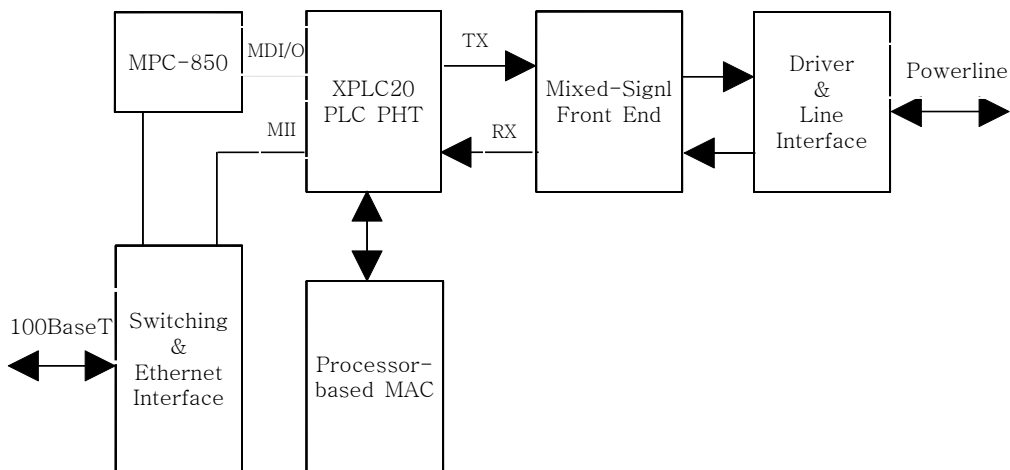 MPC-850
MDI/O
MII
XPLC20
PLC PHT
TX
RX
Mixed-Signl
Front End
Driver
&
Line
Interface
Powerline
100BaseT
Switching
&
Ethernet
Interface
Processor-
based MAC